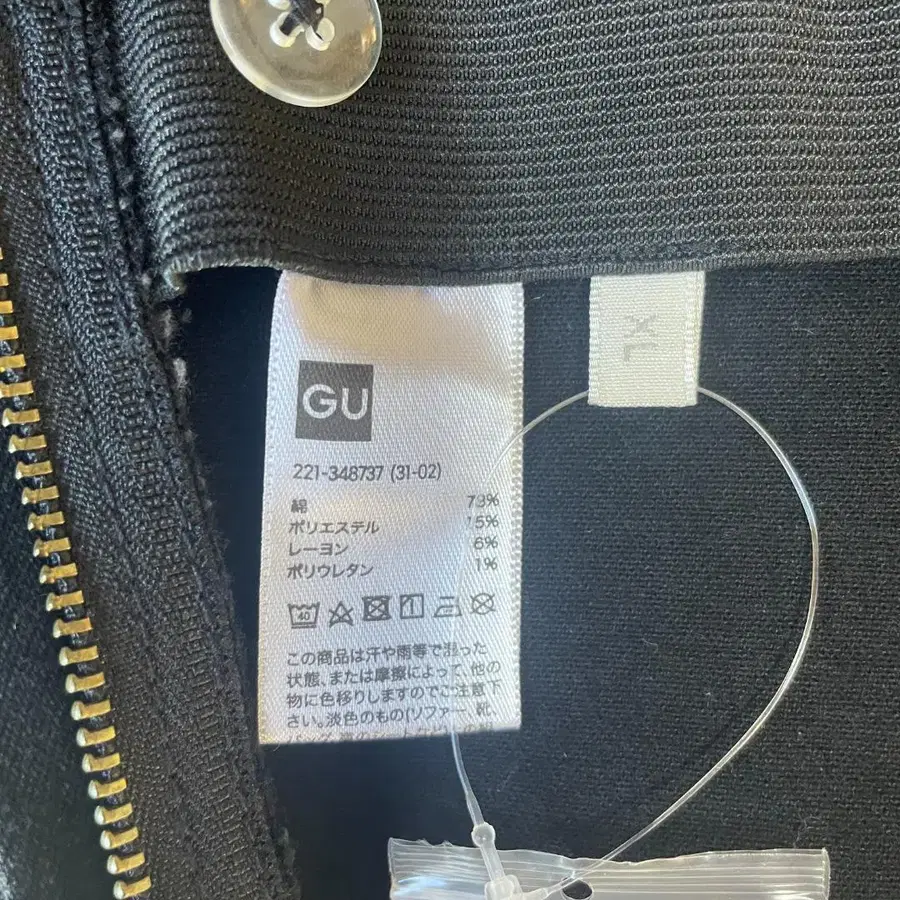 GU
XL
221-348737 (31-02)
綿 78%
ポリエステル 15%
レーヨン 6%
ポリウレタン 1%
40
この商品は汗や雨等で湿った
状態、または摩擦によって、他の
物に色移りしますのでご注意下
さい。淡色のもの(ソファー、靴、